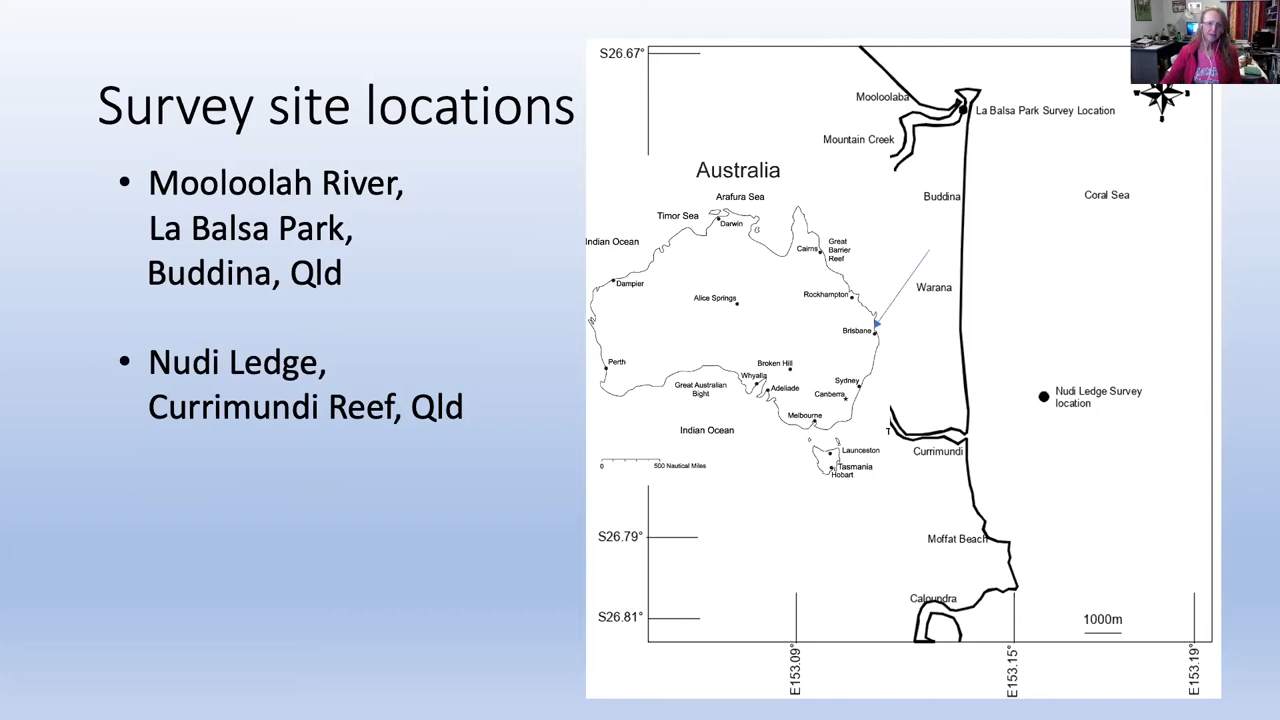 Survey site locations
• Mooloolah River,
La Balsa Park,
Buddina, Qld
• Nudi Ledge,
Currimundi Reef, Qld
S26.67°
Mooloolaba
La Balsa Park Survey Location
Mountain Creek
Buddina
Coral Sea
Warana
Nudi Ledge Survey
location
Currimundi
Moffat Beach
Caloundra
S26.79°
S26.81°
1000m
E153.09°
E153.15°
E153.19°
Australia
Arafura Sea
Timor Sea
Darwin
Indian Ocean
Cairns
Great
Barrier
Reef
Dampier
Alice Springs
Rockhampton
Brisbane
Perth
Broken Hill
Whyalla
Great Australian
Bight
Adeliade
Sydney
Canberra
Melbourne
Indian Ocean
Launceston
Tasmania
Hobart
0 500 Nautical Miles
T